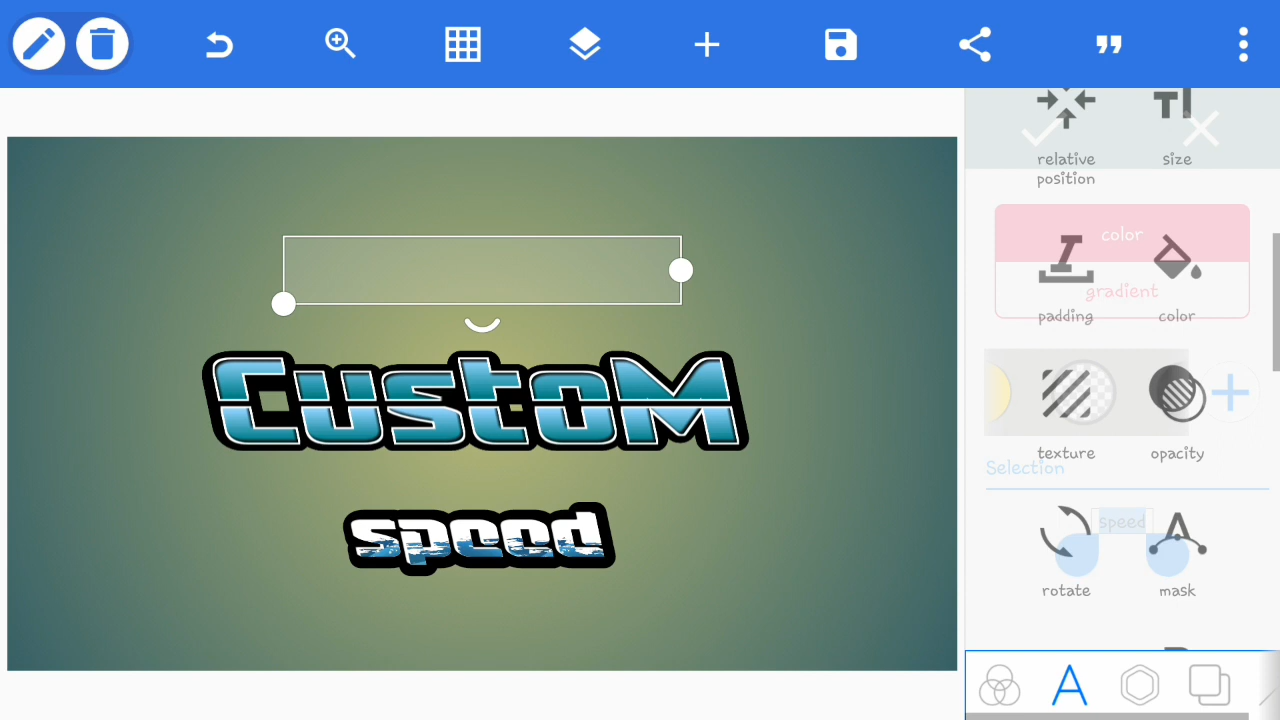 relative position
size
color
gradient
padding
color
CustoM
texture
opacity
Selection
speed
speed
rotate
mask